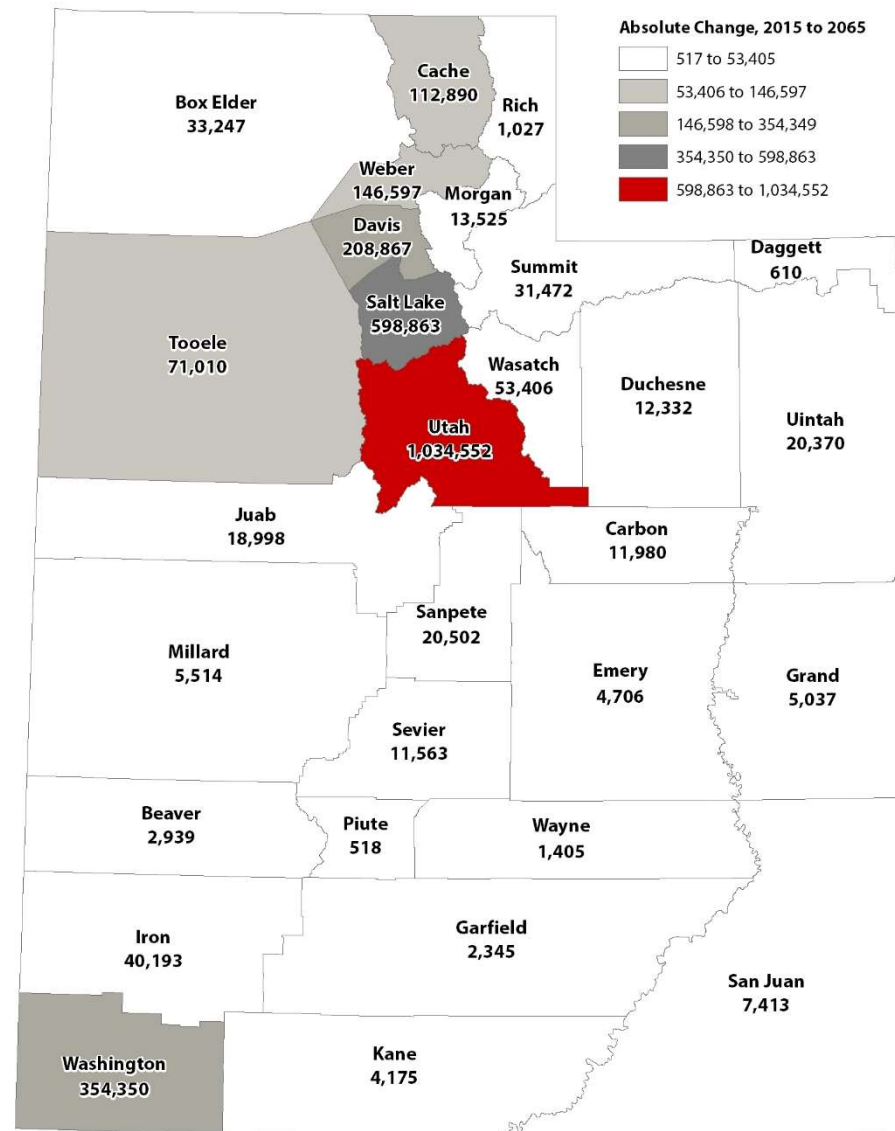 Absolute Change, 2015 to 2065
517 to 53,405
53,406 to 146,597
146,598 to 354,349
354,350 to 598,863
598,863 to 1,034,552
Cache
112,890
Rich
1,027
Box Elder
33,247
Weber
146,597
Morgan
13,525
Davis
208,867
Daggett
610
Summit
31,472
Salt Lake
598,863
Tooele
71,010
Wasatch
53,406
Duchesne
12,332
Uintah
20,370
Utah
1,034,552
Juab
18,998
Carbon
11,980
Sanpete
20,502
Millard
5,514
Emery
4,706
Grand
5,037
Sevier
11,563
Beaver
2,939
Piute
518
Wayne
1,405
Iron
40,193
Garfield
2,345
San Juan
7,413
Washington
354,350
Kane
4,175